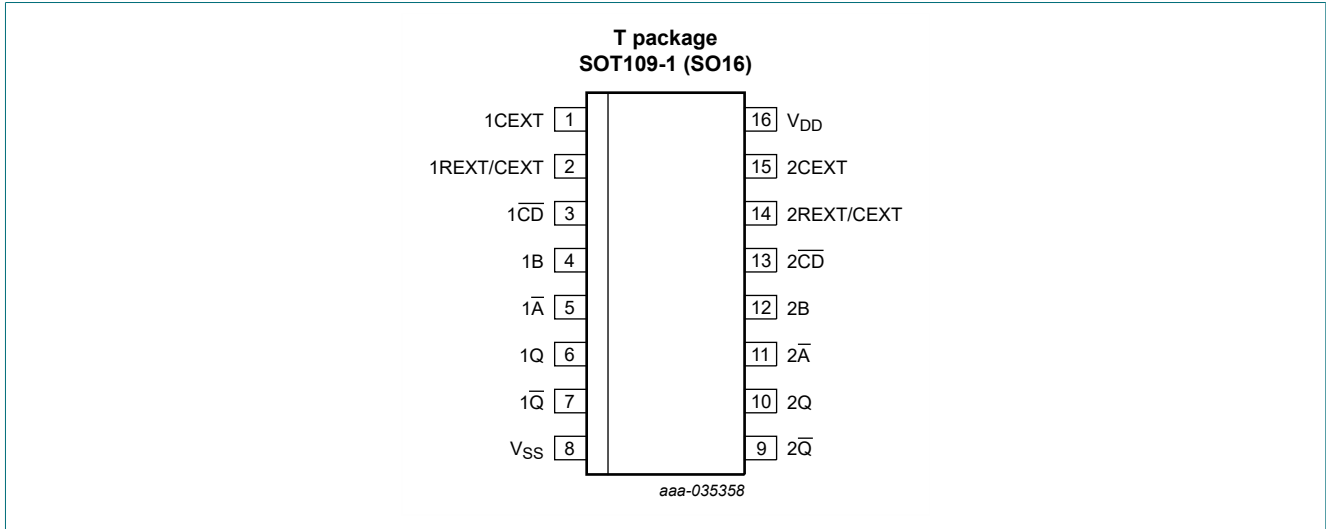 T package
SOT109-1 (SO16)
1CEXT 1
1REXT/CEXT 2
1C̅D̅ 3
1B 4
1A̅ 5
1Q 6
1Q̅ 7
VSS 8
16 VDD
15 2CEXT
14 2REXT/CEXT
13 2C̅D̅
12 2B
11 2A̅
10 2Q
9 2Q̅
aaa-035358